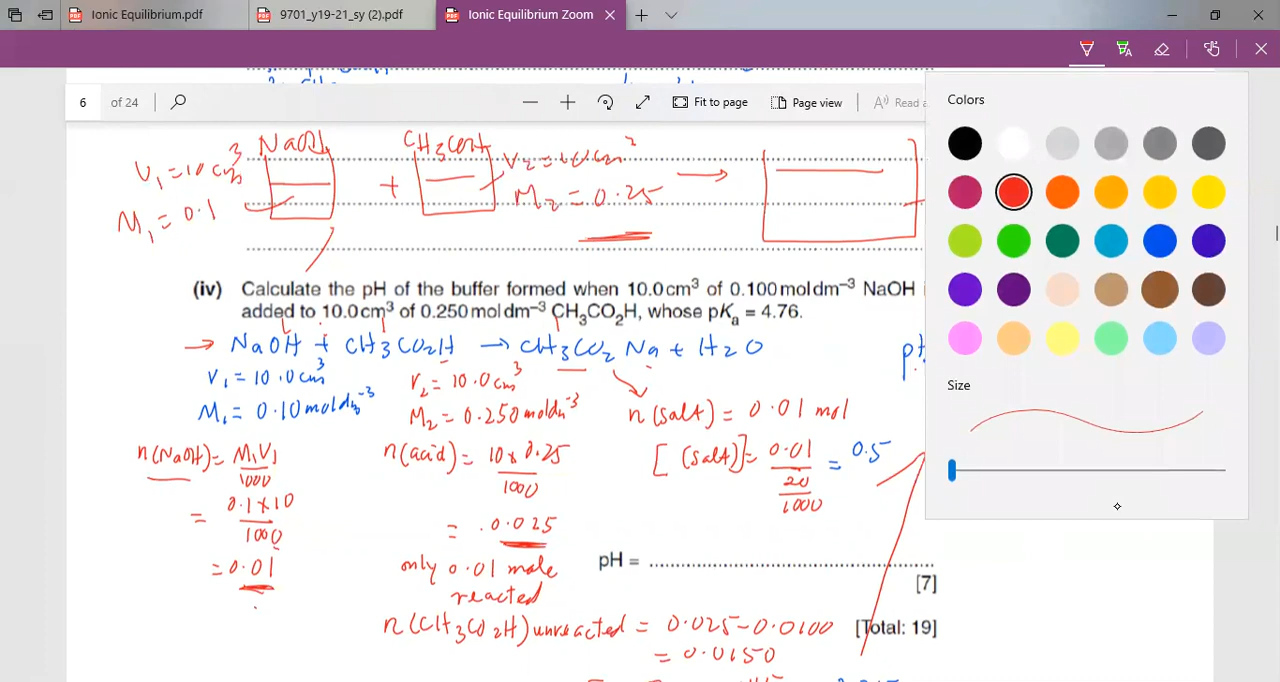 Ionic Equilibrium.pdf
9701_y19-21_sy (2).pdf
Ionic Equilibrium Zoom
6 of 24
Fit to page
Page view
Read a
Colors
Size
NaOH
CH3COOH
V1 = 10 cm3
M1 = 0.1
+
V2 = 10 cm3
M2 = 0.25
(iv) Calculate the pH of the buffer formed when 10.0 cm³ of 0.100 mol dm⁻³ NaOH i
added to 10.0 cm³ of 0.250 mol dm⁻³ CH₃CO₂H, whose pKₐ = 4.76.
→ NaOH + CH3CO2H → CH3CO2Na + H2O
V1 = 10.0 cm3
M1 = 0.10 mol dm-3
V2 = 10.0 cm3
M2 = 0.250 mol dm-3
n(salt) = 0.01 mol
n(NaOH) = M1V1/1000
= 0.1 x 10/1000
= 0.01
n(acid) = 10 x 0.25/1000
= .0.025
only 0.01 mole
reacted
[(salt)] = 0.01/20/1000 = 0.5
pH = ..........
[7]
n(CH3CO2H) unreacted = 0.025-0.0100
= 0.0150
[Total: 19]